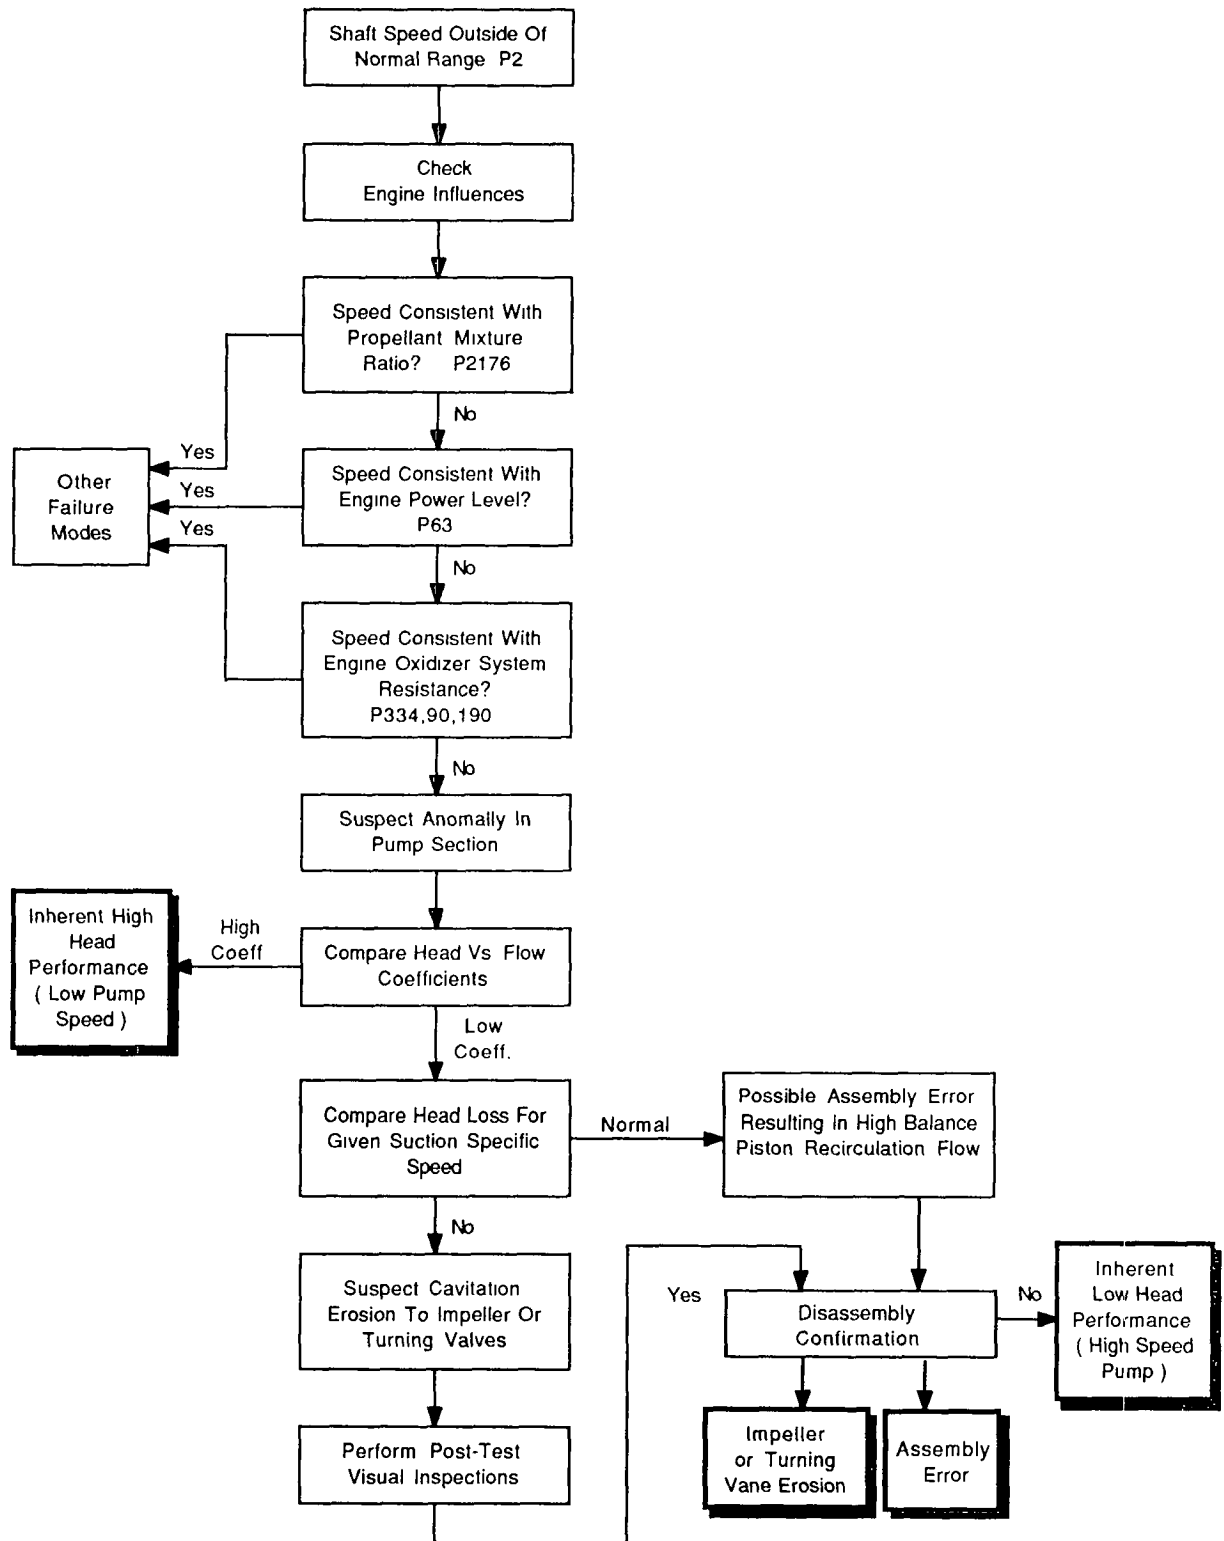 Shaft Speed Outside Of
Normal Range P2
Check
Engine Influences
Speed Consistent With
Propellant Mixture
Ratio? P2176
No
Yes
Other
Failure
Modes
Yes
Yes
Speed Consistent With
Engine Power Level?
P63
No
Speed Consistent With
Engine Oxidizer System
Resistance?
P334,90,190
No
Suspect Anomally In
Pump Section
Inherent High
Head
Performance
( Low Pump
Speed )
High
Coeff
Compare Head Vs Flow
Coefficients
Low
Coeff.
Compare Head Loss For
Given Suction Specific
Speed
Normal
Possible Assembly Error
Resulting In High Balance
Piston Recirculation Flow
No
Suspect Cavitation
Erosion To Impeller Or
Turning Valves
Yes
Disassembly
Confirmation
No
Inherent
Low Head
Performance
( High Speed
Pump )
Perform Post-Test
Visual Inspections
Impeller
or Turning
Vane Erosion
Assembly
Error